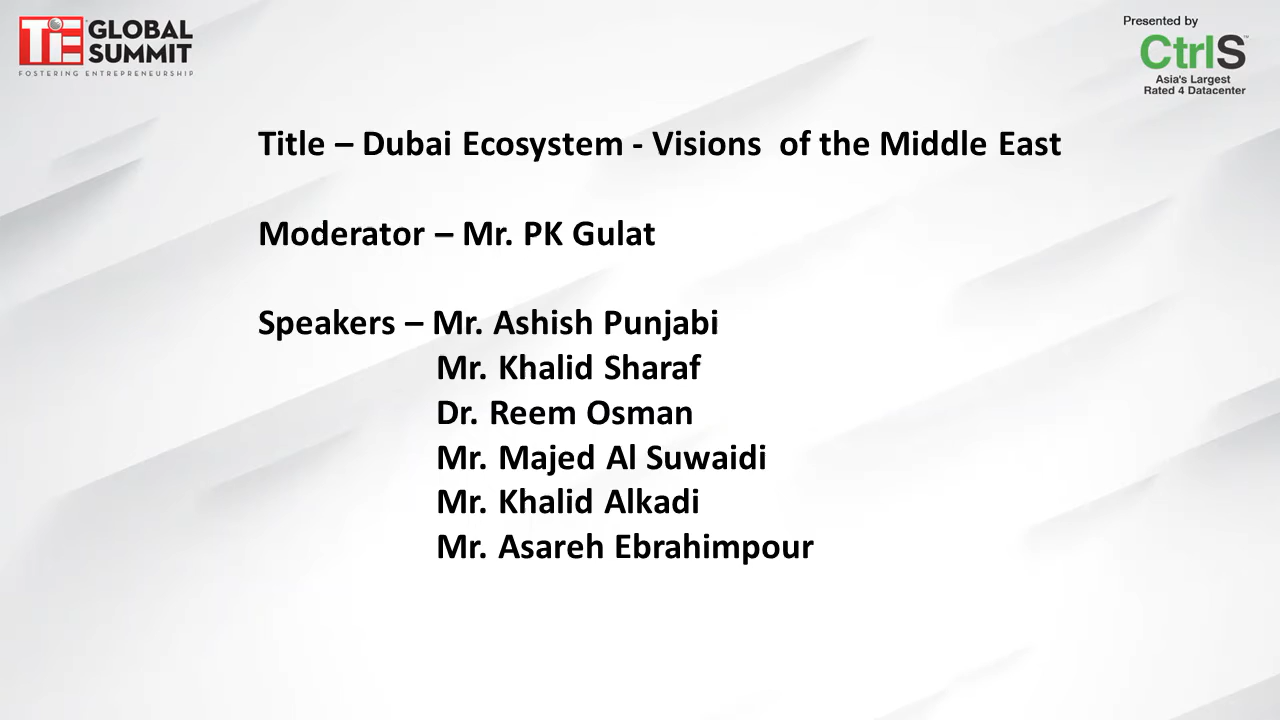 TiE GLOBAL
SUMMIT
FOSTERING ENTREPRENEURSHIP
Presented by
CtrlS™
Asia's Largest
Rated 4 Datacenter
Title – Dubai Ecosystem - Visions  of the Middle East
Moderator – Mr. PK Gulat
Speakers – Mr. Ashish Punjabi
Mr. Khalid Sharaf
Dr. Reem Osman
Mr. Majed Al Suwaidi
Mr. Khalid Alkadi
Mr. Asareh Ebrahimpour